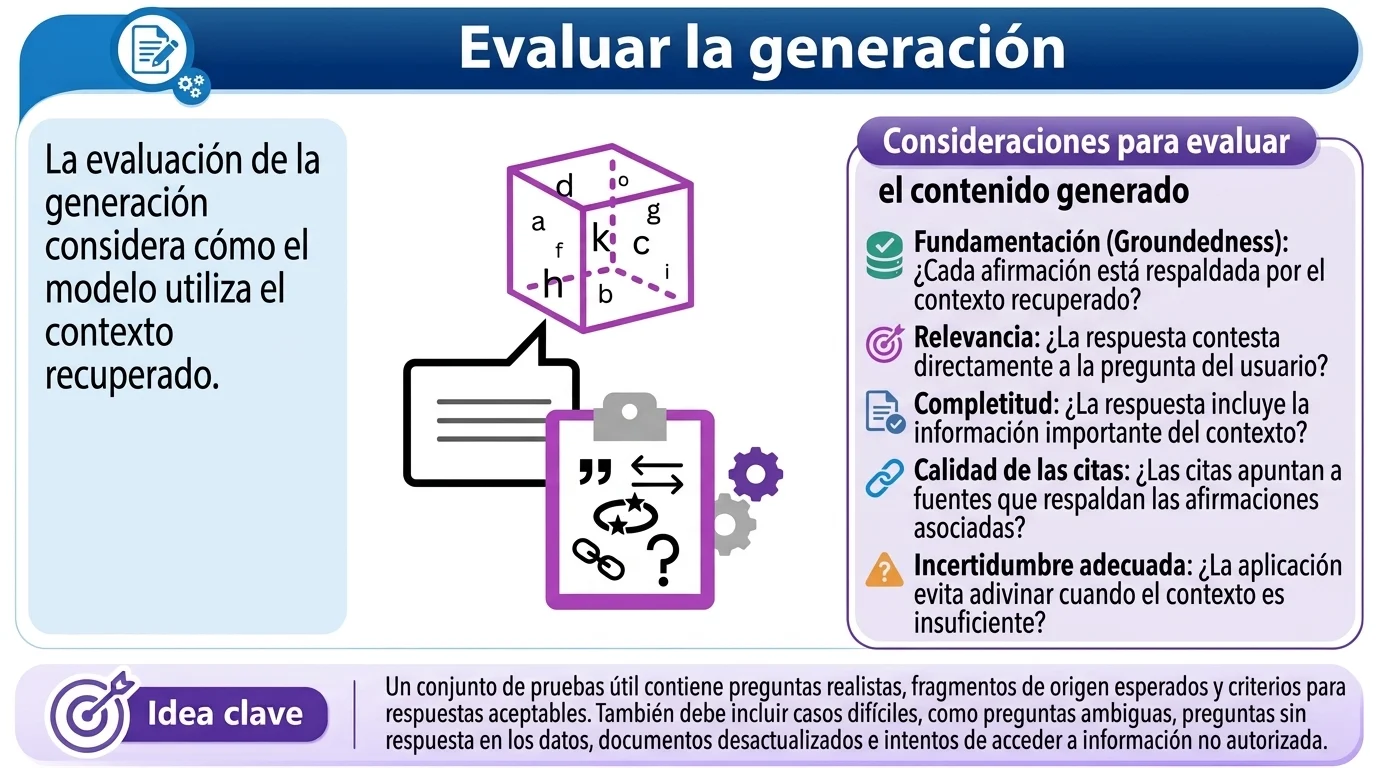 Evaluar la generación
La evaluación de la
generación
considera cómo el
modelo utiliza el
contexto
recuperado.
d
o
a
g
f
k
c
h
i
b
Consideraciones para evaluar
el contenido generado
Fundamentación (Groundedness):
¿Cada afirmación está respaldada por el
contexto recuperado?
Relevancia: ¿La respuesta contesta
directamente a la pregunta del usuario?
Completitud: ¿La respuesta incluye la
información importante del contexto?
Calidad de las citas: ¿Las citas apuntan a
fuentes que respaldan las afirmaciones
asociadas?
Incertidumbre adecuada: ¿La aplicación
evita adivinar cuando el contexto es
insuficiente?
Idea clave
Un conjunto de pruebas útil contiene preguntas realistas, fragmentos de origen esperados y criterios para
respuestas aceptables. También debe incluir casos difíciles, como preguntas ambiguas, preguntas sin
respuesta en los datos, documentos desactualizados e intentos de acceder a información no autorizada.